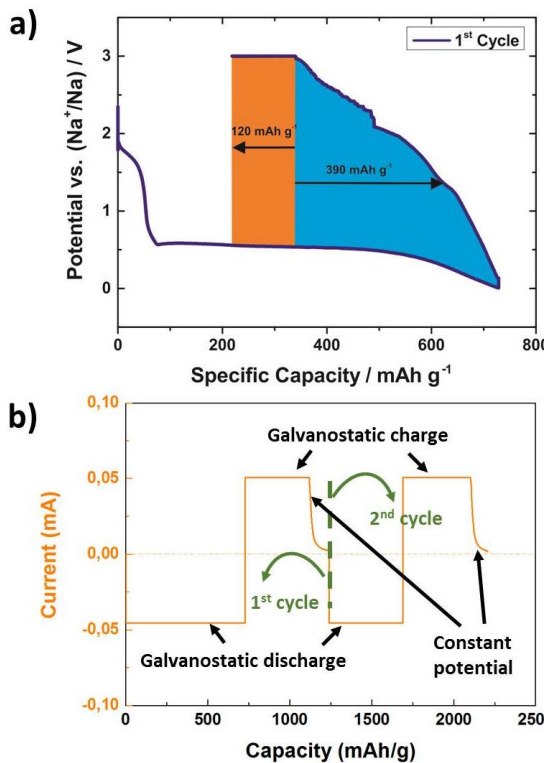 a)
1st Cycle
Potential vs. (Na+/Na) / V
3
2
1
0
120 mAh g-1
390 mAh g-1
0
200
400
600
800
Specific Capacity / mAh g-1
b)
Current (mA)
0,10
0,05
0,00
-0,05
-0,10
Galvanostatic charge
2nd cycle
1st cycle
Galvanostatic discharge
Constant
potential
0
500
1000
1500
2000
250
Capacity (mAh/g)